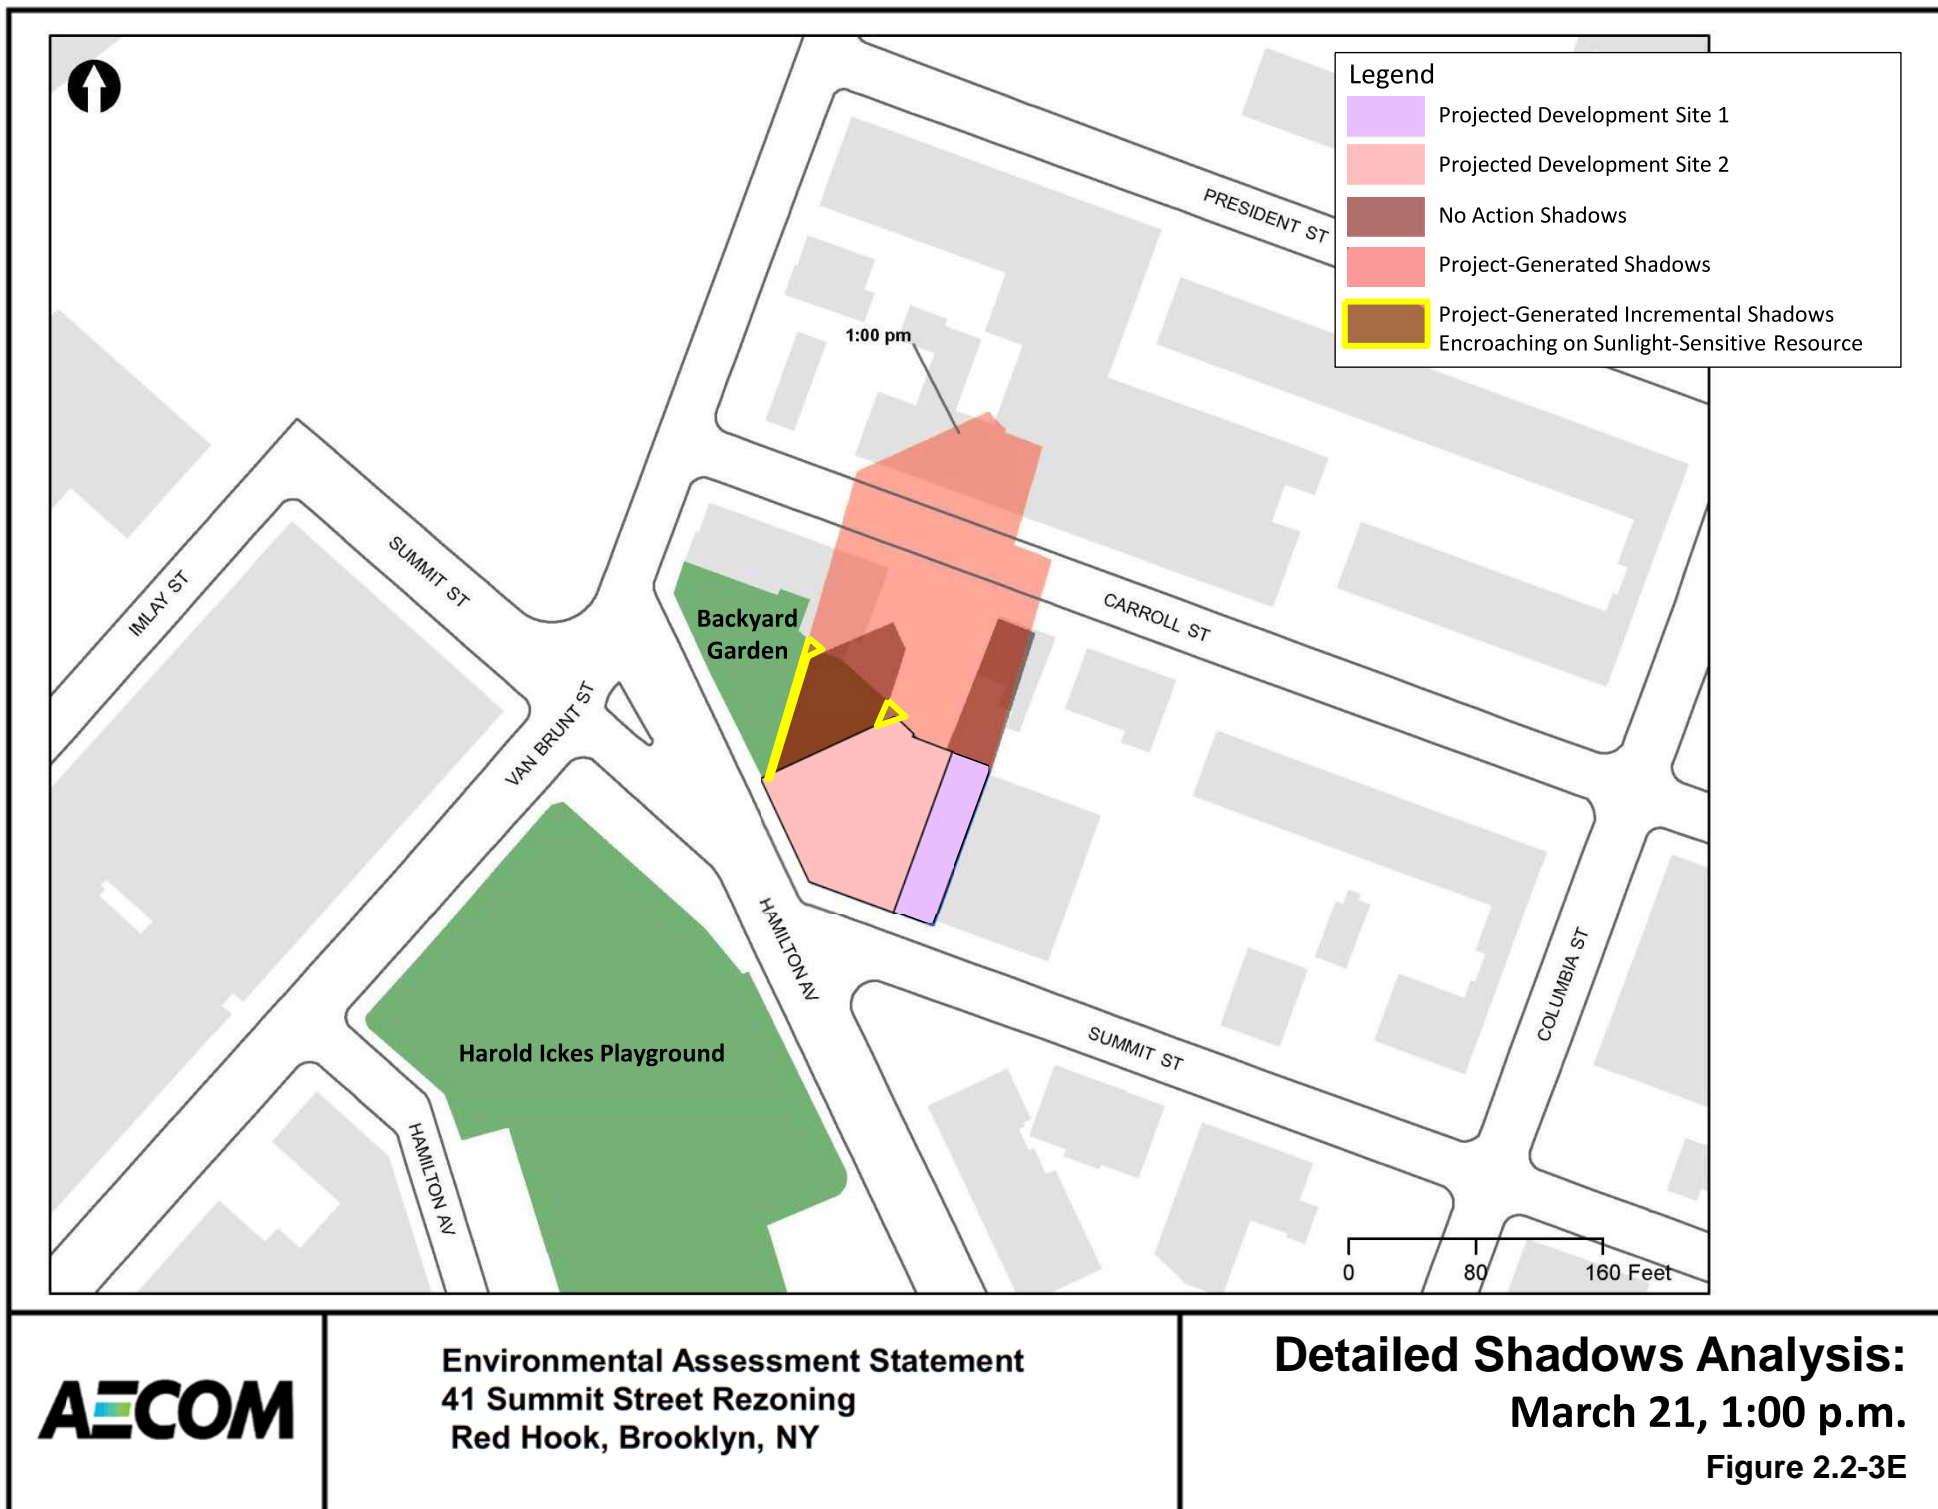 Legend
Projected Development Site 1
Projected Development Site 2
No Action Shadows
Project-Generated Shadows
Project-Generated Incremental Shadows
Encroaching on Sunlight-Sensitive Resource
PRESIDENT ST
1:00 pm
SUMMIT ST
IMLAY ST
CARROLL ST
Backyard
Garden
VAN BRUNT ST
HAMILTON AV
COLUMBIA ST
Harold Ickes Playground
SUMMIT ST
HAMILTON AV
0 80 160 Feet
AECOM
Environmental Assessment Statement
41 Summit Street Rezoning
Red Hook, Brooklyn, NY
Detailed Shadows Analysis:
March 21, 1:00 p.m.
Figure 2.2-3E